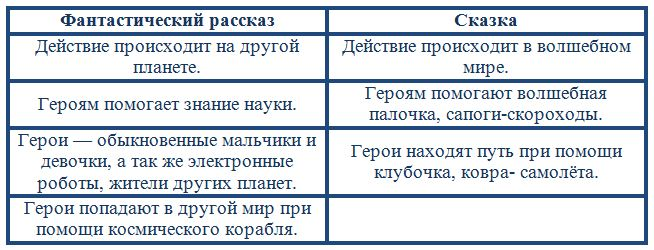 Фантастический рассказ
Сказка
Действие происходит на другой
планете.
Действие происходит в волшебном
мире.
Героям помогает знание науки.
Героям помогают волшебная
палочка, сапоги-скороходы.
Герои — обыкновенные мальчики и
девочки, а так же электронные
роботы, жители других планет.
Герои находят путь при помощи
клубочка, ковра- самолёта.
Герои попадают в другой мир при
помощи космического корабля.